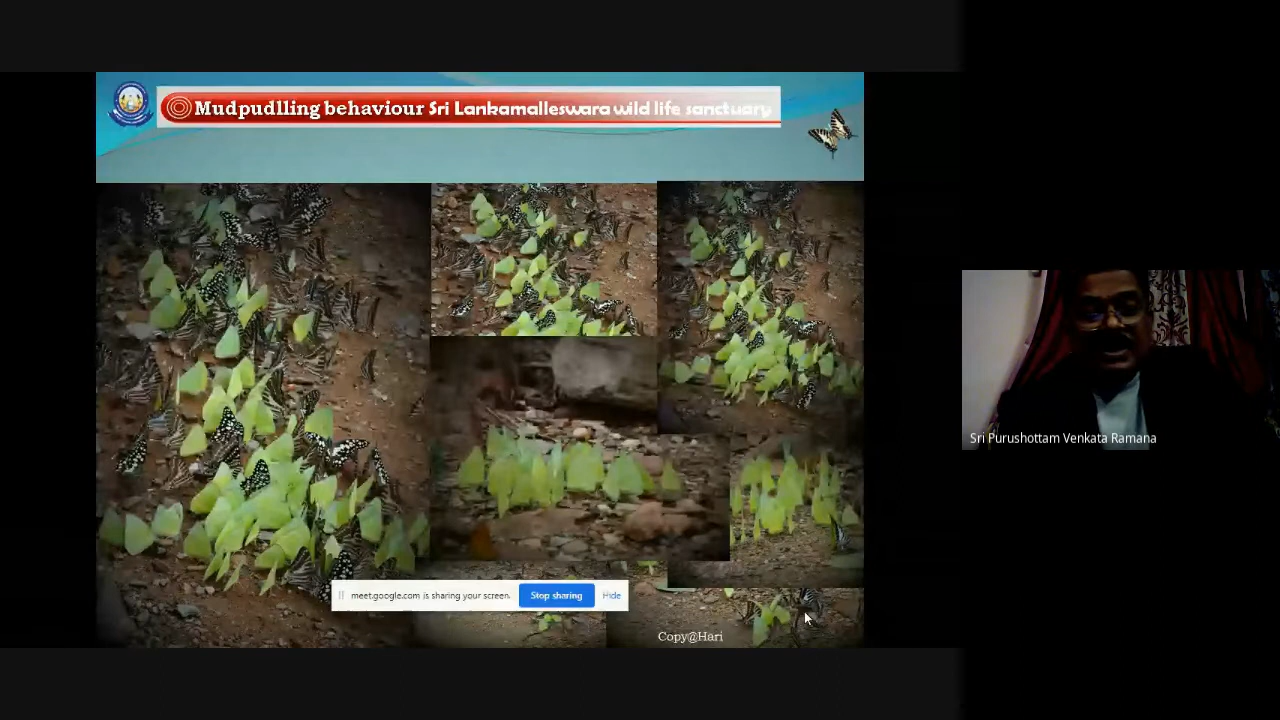 Mudpudlling behaviour Sri Lankamalleswara wild life sanctuary
Sri Purushottam Venkata Ramana
meet.google.com is sharing your screen.
Stop sharing
Hide
Copy@Hari